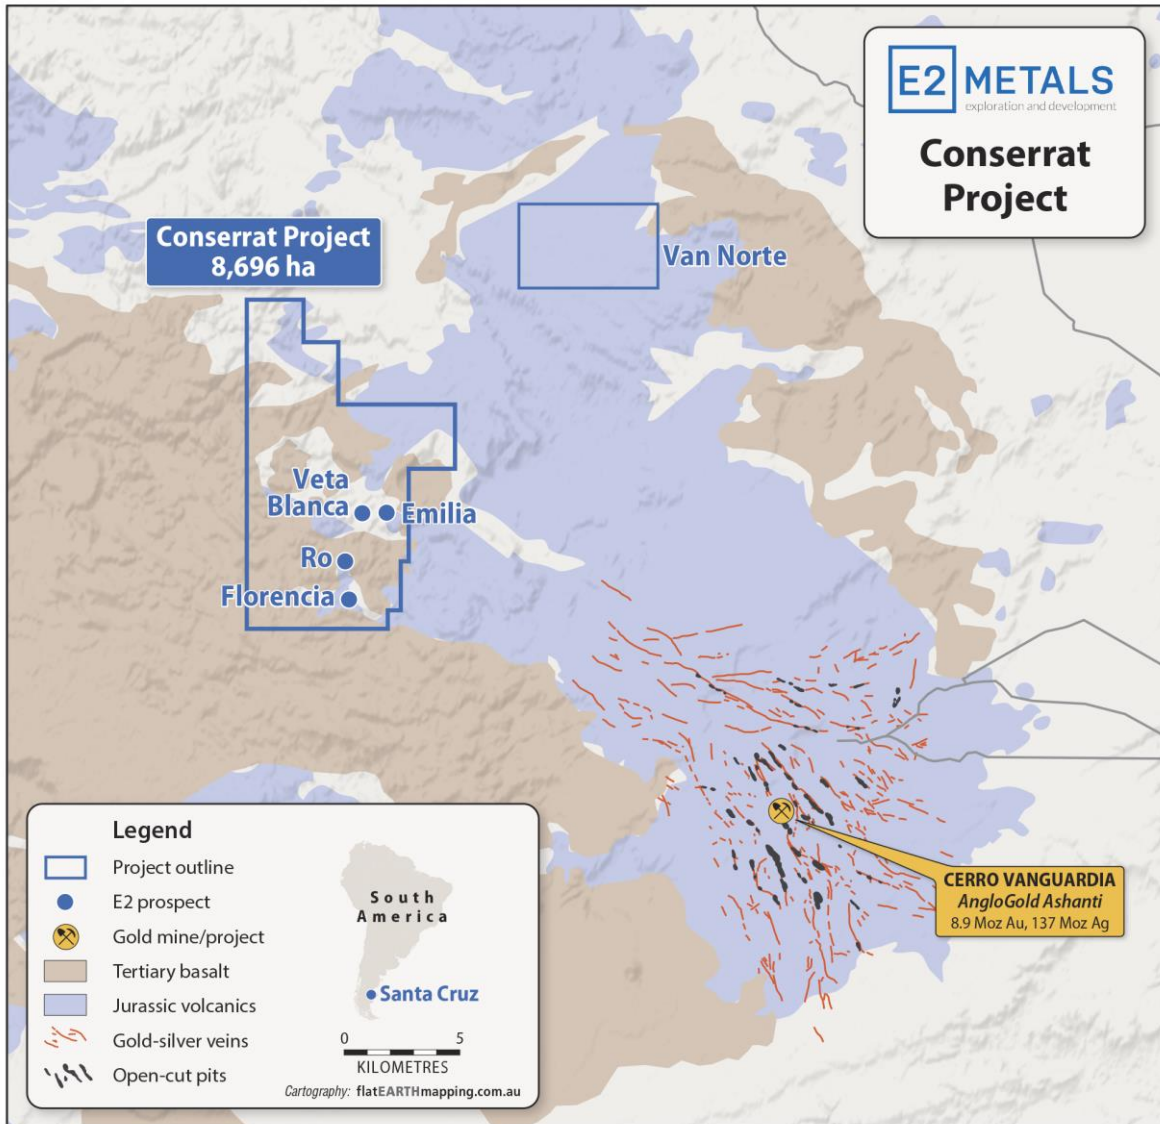 E2 METALS
exploration and development
Conserrat
Project
Conserrat Project
8,696 ha
Van Norte
Veta
Blanca
Emilia
Ro
Florencia
CERRO VANGUARDIA
AngloGold Ashanti
8.9 Moz Au, 137 Moz Ag
Legend
Project outline
E2 prospect
Gold mine/project
Tertiary basalt
Jurassic volcanics
Gold-silver veins
Open-cut pits
South
America
Santa Cruz
0 5
KILOMETRES
Cartography: flatEARTHmapping.com.au